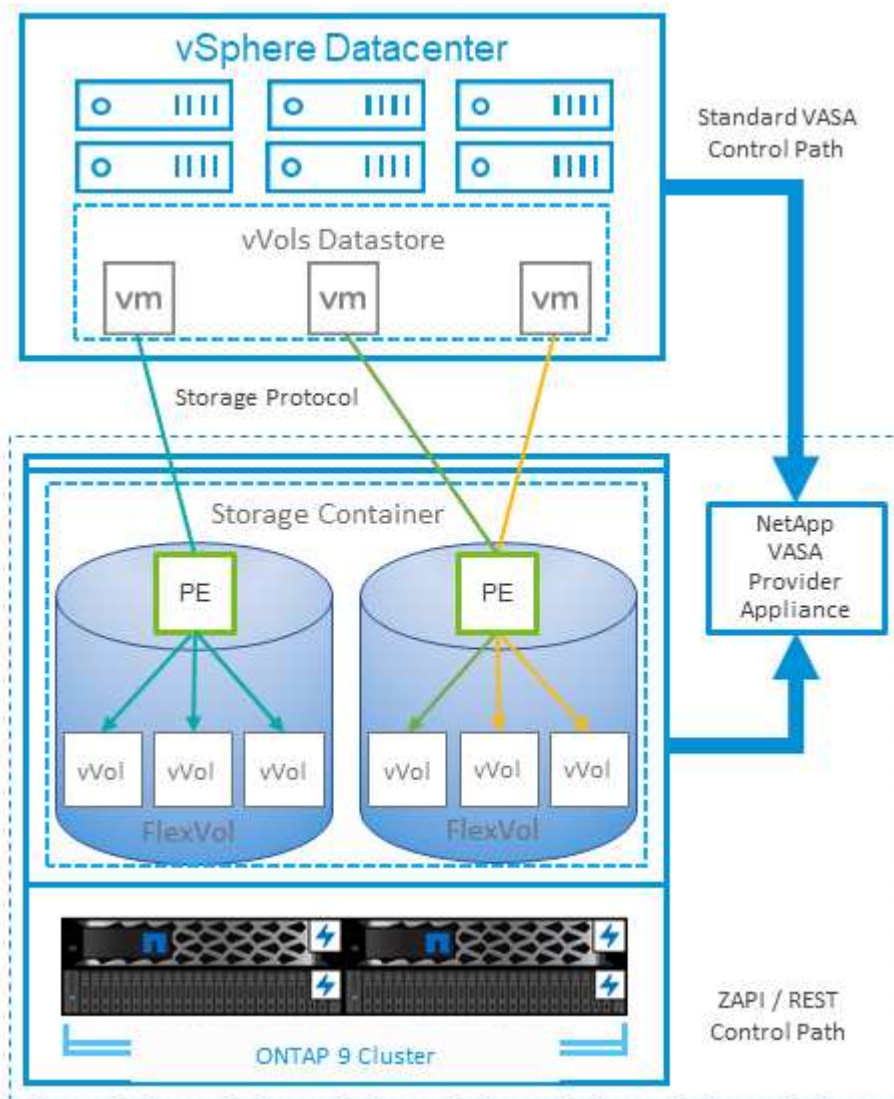 vSphere Datacenter
Standard VASA
Control Path
vVols Datastore
vm vm vm
Storage Protocol
Storage Container
NetApp
VASA
Provider
Appliance
PE PE
vVol vVol vVol vVol vVol vVol
FlexVol FlexVol
ZAPI / REST
Control Path
ONTAP 9 Cluster